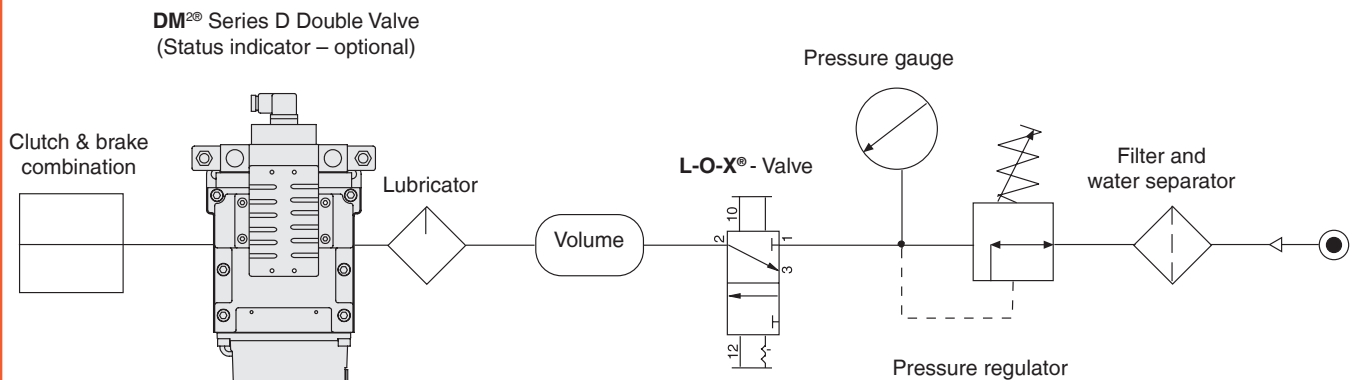 DM²® Series D Double Valve
(Status indicator – optional)
Pressure gauge
Clutch & brake
combination
Lubricator
L-O-X® - Valve
Filter and
water separator
Volume
10
2
1
3
12
Pressure regulator